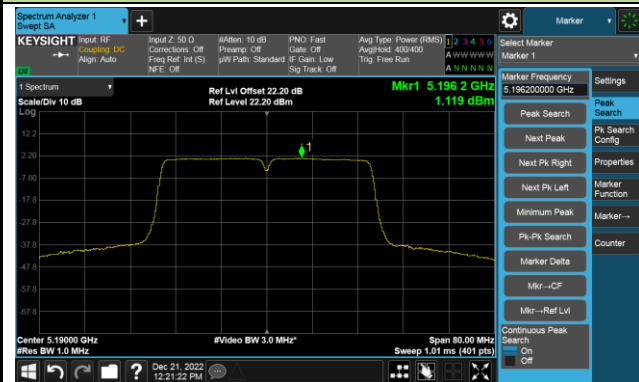 Spectrum Analyzer 1
Swept SA
Marker
KEYSIGHT
Input: RF
Coupling: DC
Align: Auto
Input Z: 50 Ω
Corrections: Off
Freq Ref: Int (S)
NFE: Off
#Atten: 10 dB
Preamp: Off
µW Path: Standard
PNO: Fast
Gate: Off
IF Gain: Low
Sig Track: Off
Avg Type: Power (RMS)
Avg|Hold: 400/400
Trig: Free Run
1 2 3 4 5 6
A W W W W W
A N N N N N
LXI
Select Marker
Marker 1
1 Spectrum
Scale/Div 10 dB
Log
Ref Lvl Offset 22.20 dB
Ref Level 22.20 dBm
Mkr1 5.196 2 GHz
1.119 dBm
12.2
2.20
-7.80
-17.8
-27.8
-37.8
-47.8
-57.8
-67.8
1
Center 5.19000 GHz
#Res BW 1.0 MHz
#Video BW 3.0 MHz*
Span 80.00 MHz
Sweep 1.01 ms (401 pts)
Marker Frequency
5.196200000 GHz
Peak Search
Next Peak
Next Pk Right
Next Pk Left
Minimum Peak
Pk-Pk Search
Marker Delta
Mkr→CF
Mkr→Ref Lvl
Continuous Peak
Search
On
Off
Settings
Peak
Search
Pk Search
Config
Properties
Marker
Function
Marker→
Counter
Dec 21, 2022
12:21:22 PM